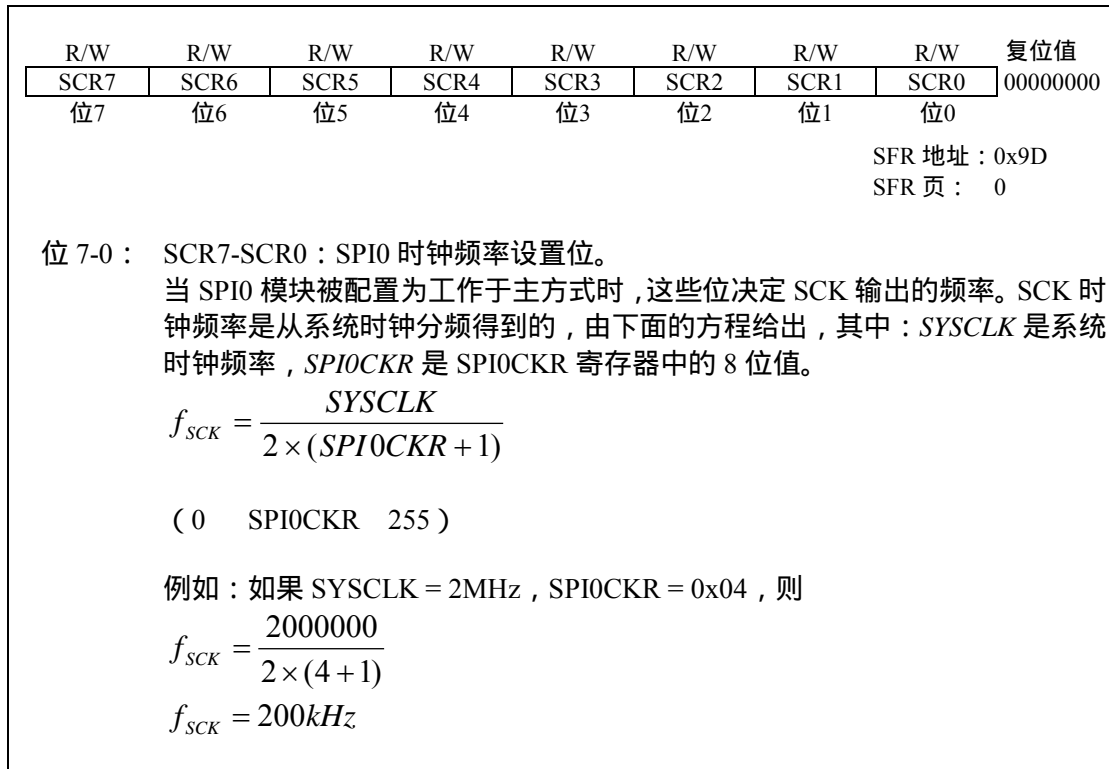 R/W R/W R/W R/W R/W R/W R/W R/W 复位值
SCR7 SCR6 SCR5 SCR4 SCR3 SCR2 SCR1 SCR0 00000000
位7 位6 位5 位4 位3 位2 位1 位0
SFR 地址：0x9D
SFR 页： 0
位 7-0： SCR7-SCR0：SPI0 时钟频率设置位。
当 SPI0 模块被配置为工作于主方式时，这些位决定 SCK 输出的频率。SCK 时
钟频率是从系统时钟分频得到的，由下面的方程给出，其中：SYSCLK 是系统
时钟频率，SPI0CKR 是 SPI0CKR 寄存器中的 8 位值。
f_SCK = SYSCLK / 2×(SPI0CKR+1)
（0 SPI0CKR 255）
例如：如果 SYSCLK = 2MHz，SPI0CKR = 0x04，则
f_SCK = 2000000 / 2×(4+1)
f_SCK = 200kHz